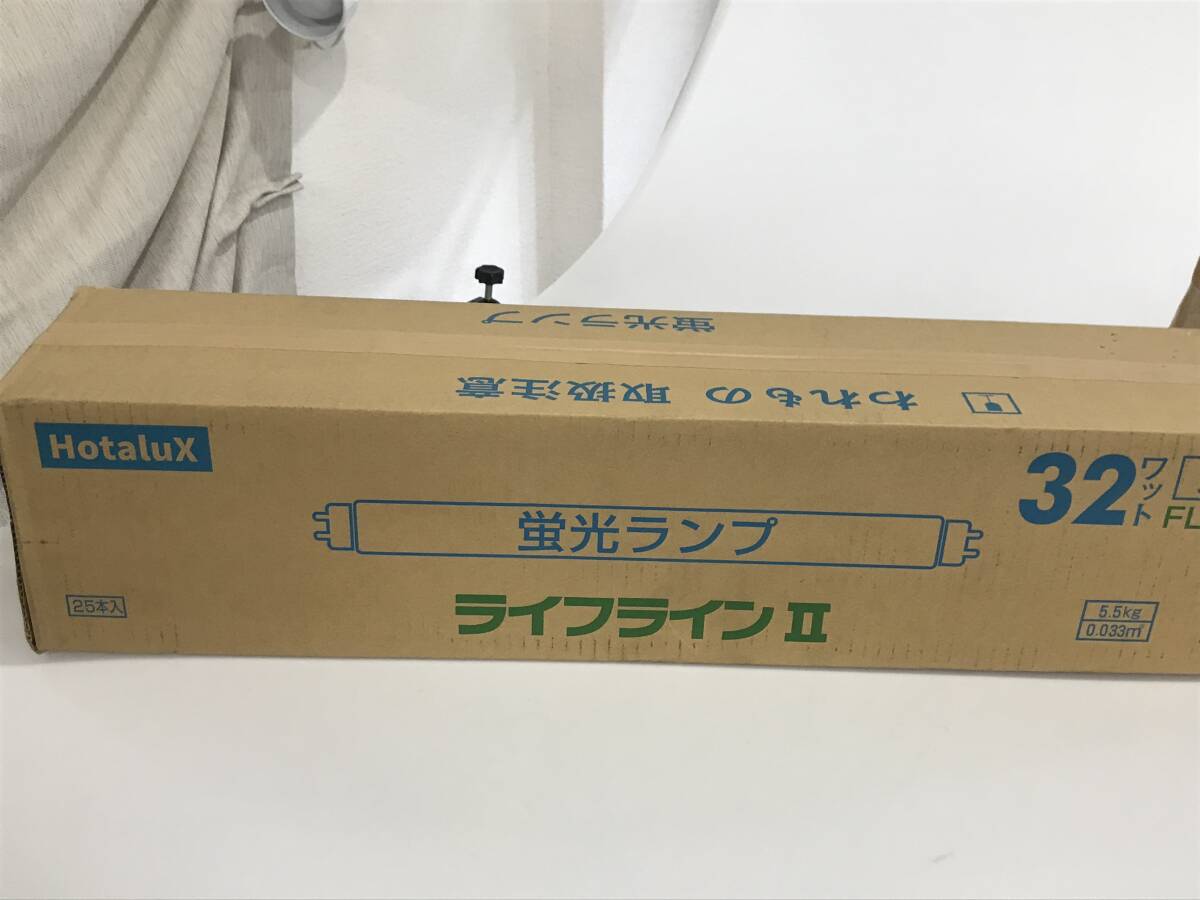 蛍光ランプ
われもの 取扱注意
HotaluX
32ワット
FL
蛍光ランプ
25本入
ライフラインⅡ
5.5kg
0.033㎥